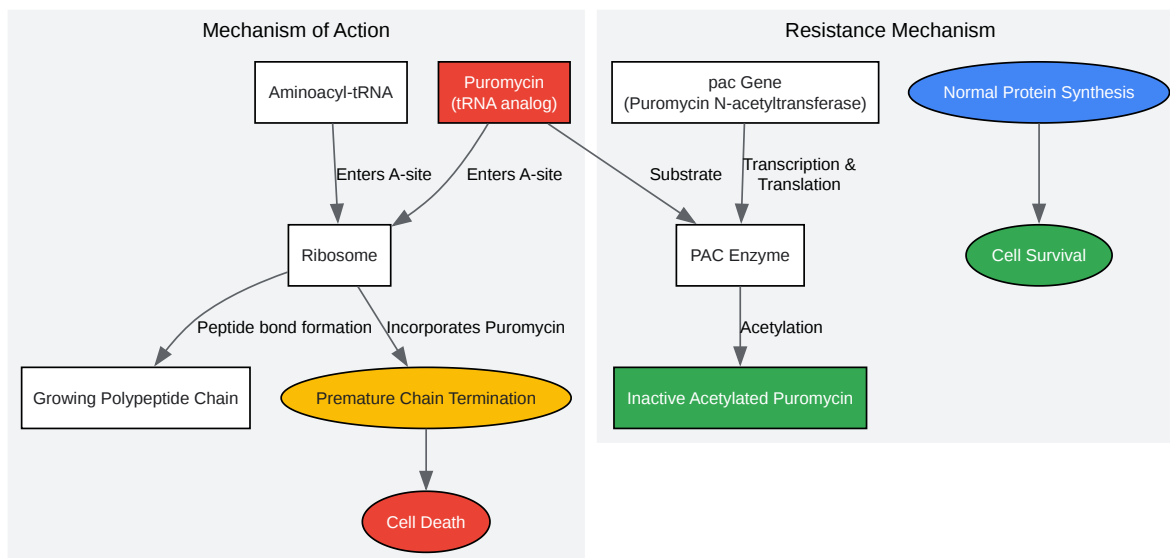 Mechanism of Action
Resistance Mechanism
Aminoacyl-tRNA
Puromycin
(tRNA analog)
pac Gene
(Puromycin N-acetyltransferase)
Normal Protein Synthesis
Enters A-site
Enters A-site
Substrate
Transcription &
Translation
Ribosome
PAC Enzyme
Cell Survival
Peptide bond formation
Incorporates Puromycin
Acetylation
Growing Polypeptide Chain
Premature Chain Termination
Inactive Acetylated Puromycin
Cell Death